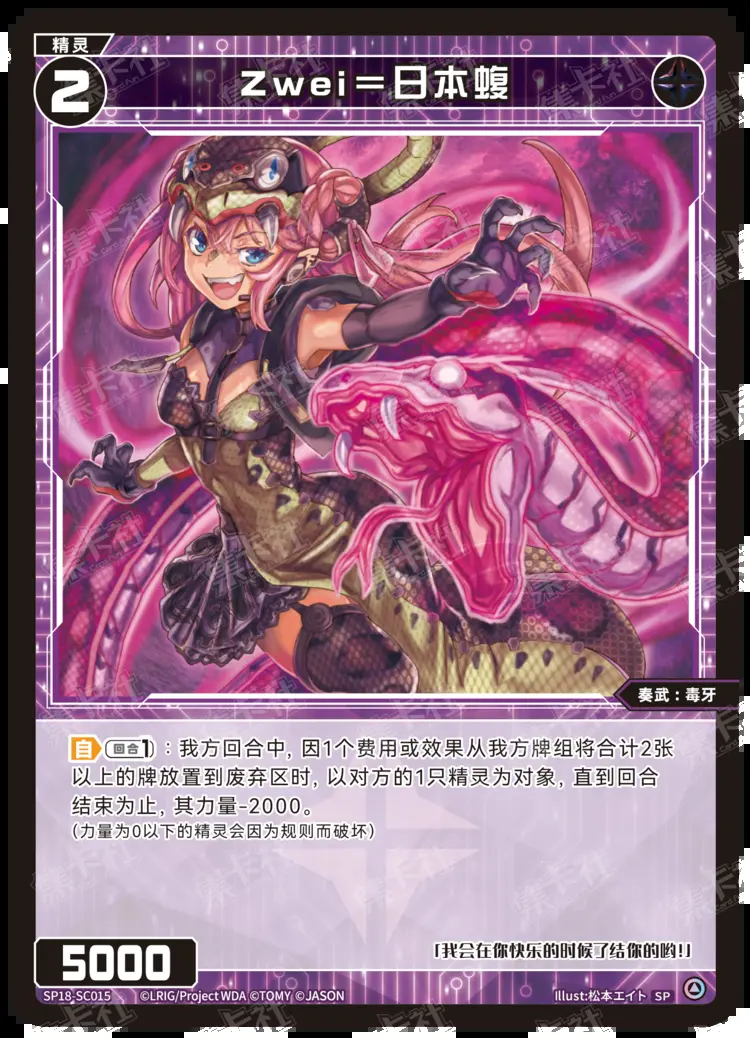 精灵
2
Zwei＝日本蝮
奏武：毒牙
自 回合1：我方回合中，因1个费用或效果从我方牌组将合计2张
以上的牌放置到废弃区时，以对方的1只精灵为对象，直到回合
结束为止，其力量-2000。
（力量为0以下的精灵会因为规则而破坏）
「我会在你快乐的时候了结你的哟!」
5000
SP18-SC015 ©LRIG/Project WDA ©TOMY ©JASON
Illust:松本エイト SP
集卡社